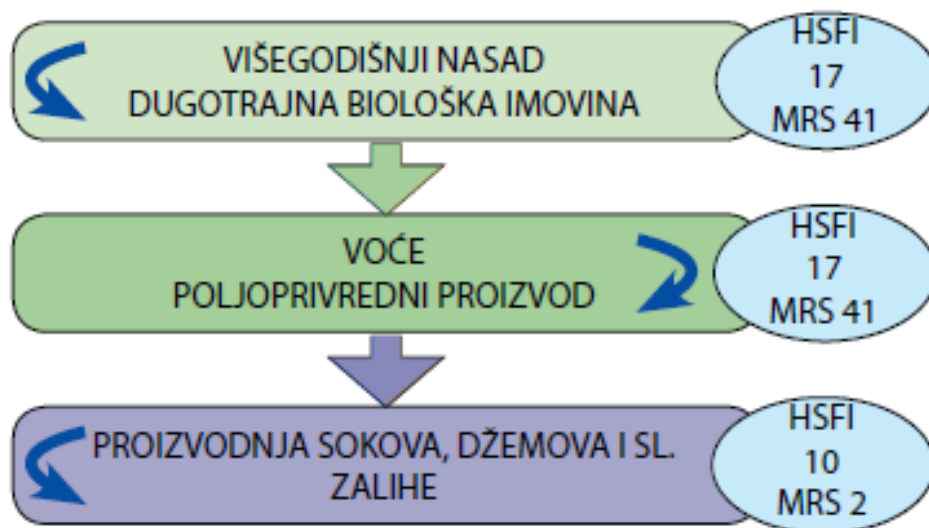 VIŠEGODIŠNJI NASAD
DUGOTRAJNA BIOLOŠKA IMOVINA
HSFI
17
MRS 41
VOĆE
POLJOPRIVREDNI PROIZVOD
HSFI
17
MRS 41
PROIZVODNJA SOKOVA, DŽEMOVA I SL.
ZALIHE
HSFI
10
MRS 2